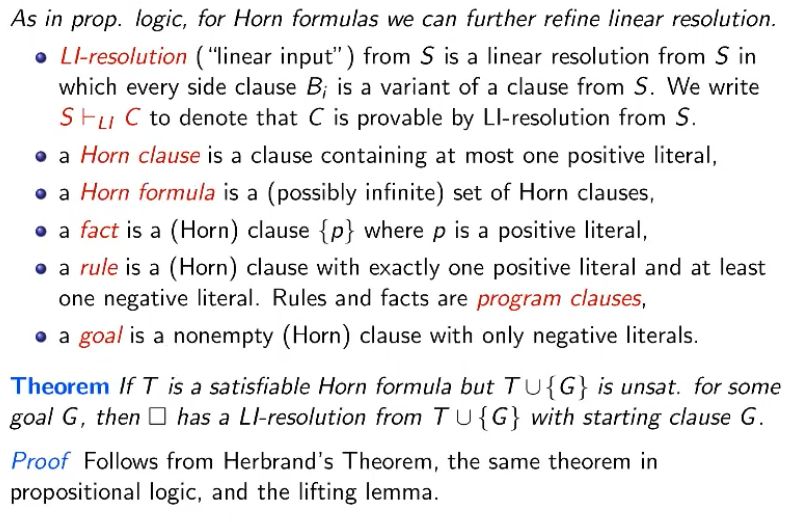 As in prop. logic, for Horn formulas we can further refine linear resolution.
• LI-resolution (“linear input”) from S is a linear resolution from S in
which every side clause Bᵢ is a variant of a clause from S. We write
S ⊢LI C to denote that C is provable by LI-resolution from S.
• a Horn clause is a clause containing at most one positive literal,
• a Horn formula is a (possibly infinite) set of Horn clauses,
• a fact is a (Horn) clause {p} where p is a positive literal,
• a rule is a (Horn) clause with exactly one positive literal and at least
one negative literal. Rules and facts are program clauses,
• a goal is a nonempty (Horn) clause with only negative literals.
Theorem If T is a satisfiable Horn formula but T ∪ {G} is unsat. for some
goal G, then □ has a LI-resolution from T ∪ {G} with starting clause G.
Proof Follows from Herbrand’s Theorem, the same theorem in
propositional logic, and the lifting lemma.